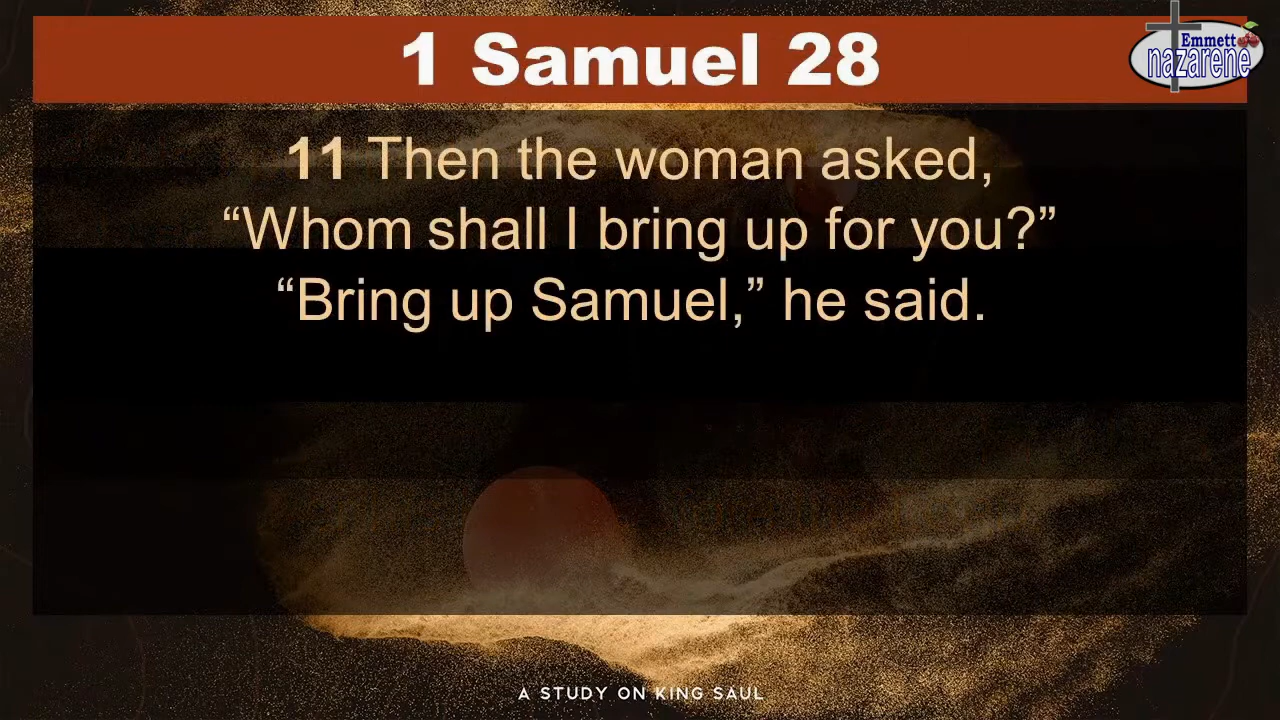 1 Samuel 28
Emmett
nazarene
11 Then the woman asked,
“Whom shall I bring up for you?”
“Bring up Samuel,” he said.
A STUDY ON KING SAUL